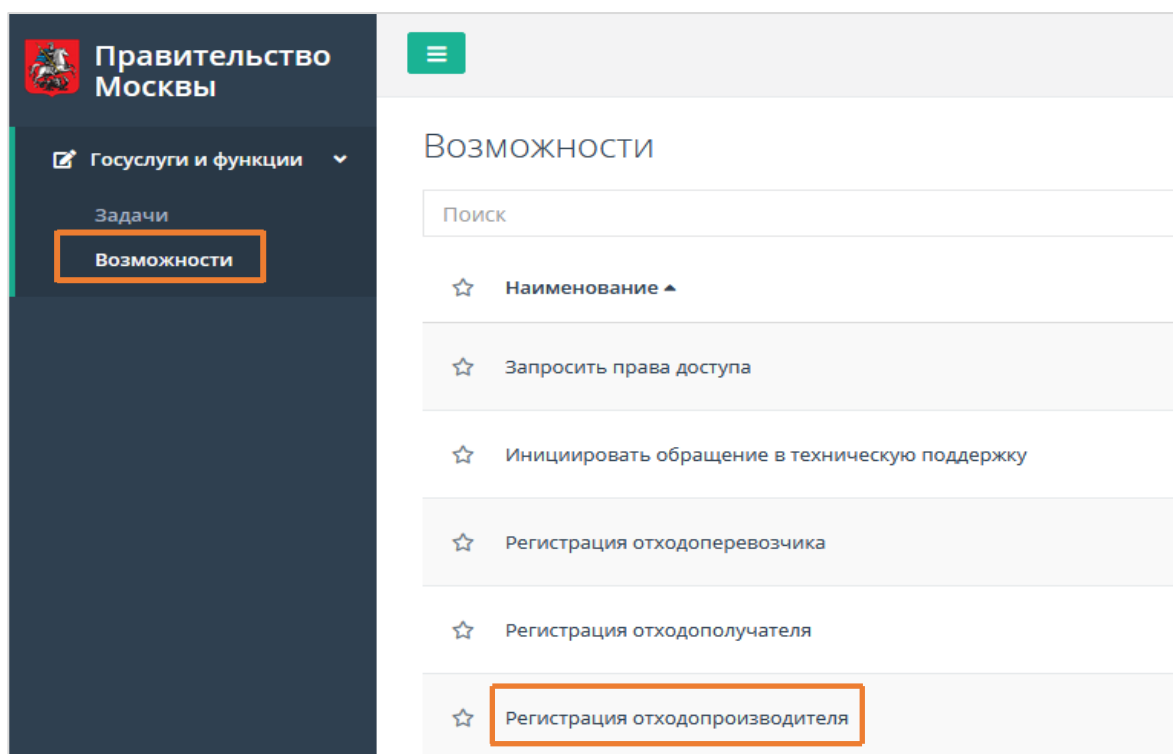 Правительство
Москвы
Госуслуги и функции
Задачи
Возможности
Возможности
Поиск
Наименование
Запросить права доступа
Инициировать обращение в техническую поддержку
Регистрация отходоперевозчика
Регистрация отходополучателя
Регистрация отходопроизводителя